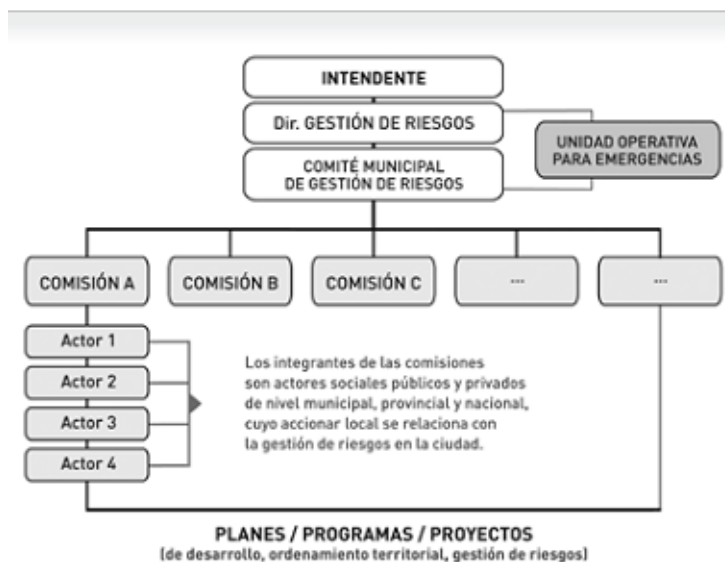 INTENDENTE
Dir. GESTIÓN DE RIESGOS
COMITÉ MUNICIPAL
DE GESTIÓN DE RIESGOS
UNIDAD OPERATIVA
PARA EMERGENCIAS
COMISIÓN A
COMISIÓN B
COMISIÓN C
...
...
Actor 1
Actor 2
Actor 3
Actor 4
Los integrantes de las comisiones
son actores sociales públicos y privados
de nivel municipal, provincial y nacional,
cuyo accionar local se relaciona con
la gestión de riesgos en la ciudad.
PLANES / PROGRAMAS / PROYECTOS
(de desarrollo, ordenamiento territorial, gestión de riesgos)